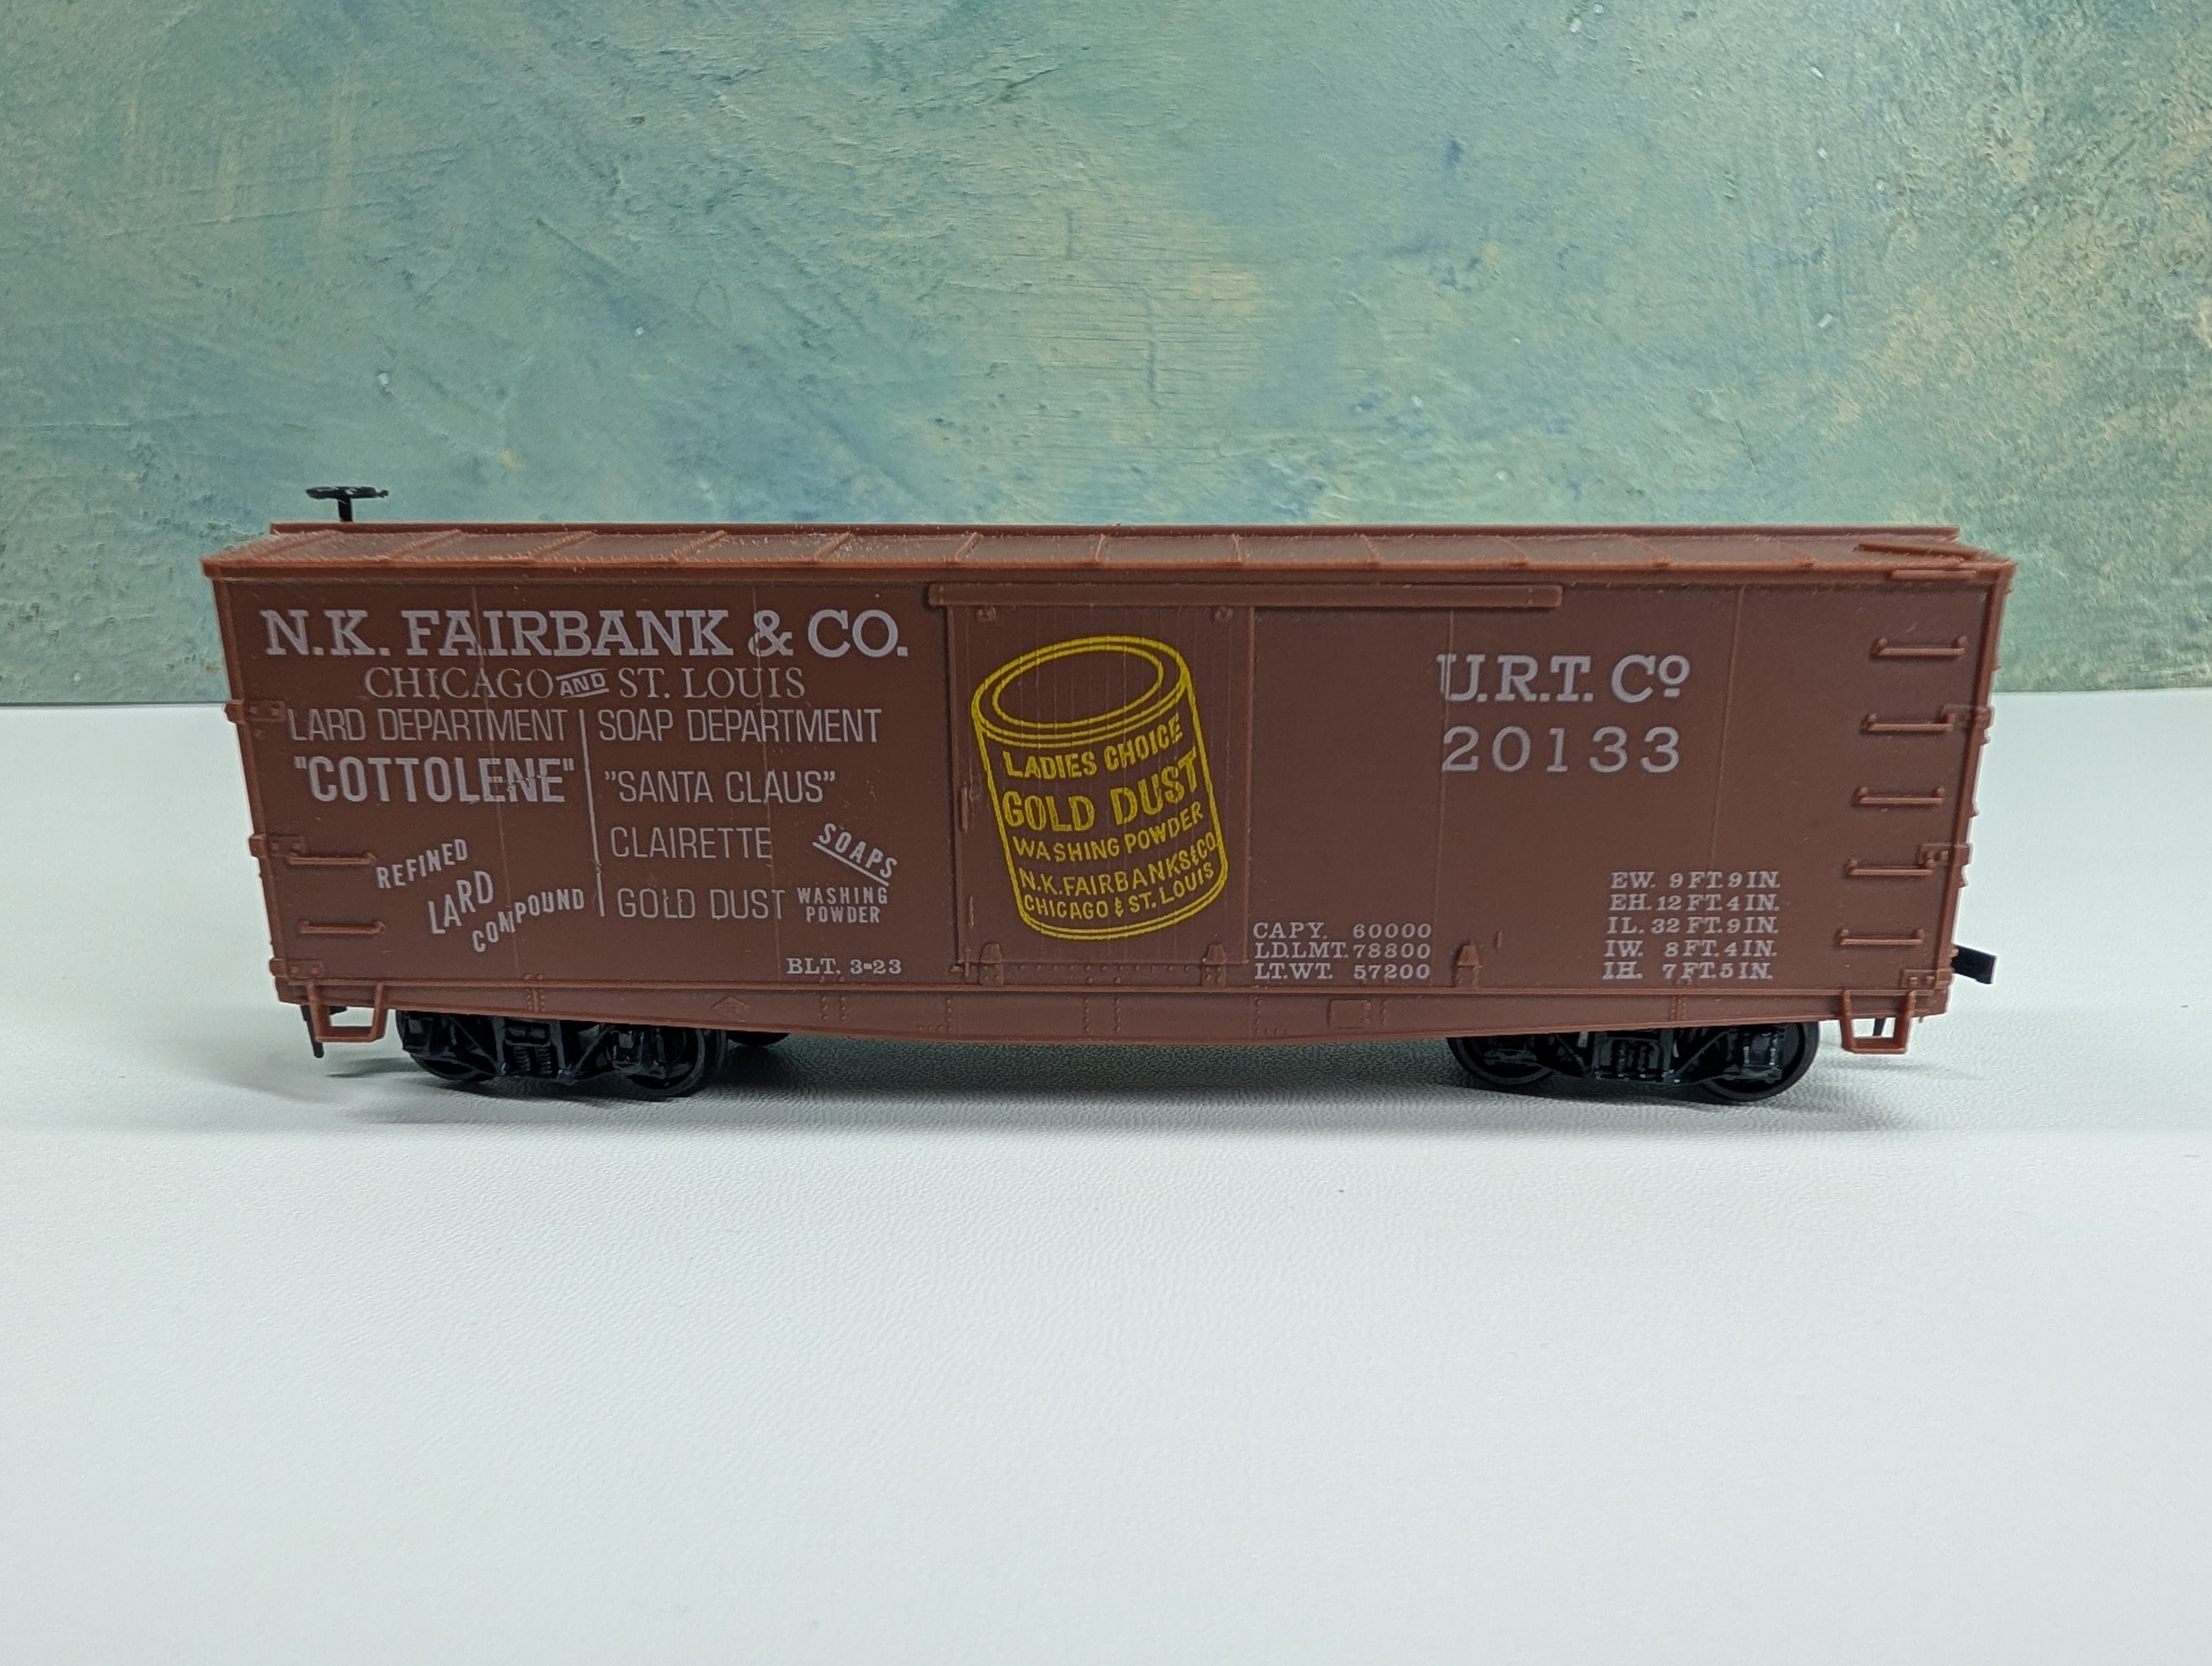 N.K. FAIRBANK & CO.
CHICAGO AND ST. LOUIS
LARD DEPARTMENT
"COTTOLENE"
REFINED
LARD
COMPOUND
SOAP DEPARTMENT
"SANTA CLAUS"
CLAIRETTE
SOAPS
GOLD DUST WASHING
POWDER
BLT. 3-23
LADIES CHOICE
GOLD DUST
WASHING POWDER
N.K.FAIRBANKS&CO.
CHICAGO & ST. LOUIS
CAPY. 60000
LD.LMT. 78800
LT.WT. 57200
U.R.T. Co
20133
EW. 9 FT. 9 IN.
EH. 12 FT. 4 IN.
IL. 32 FT. 9 IN.
IW. 8 FT. 4 IN.
IH. 7 FT. 5 IN.